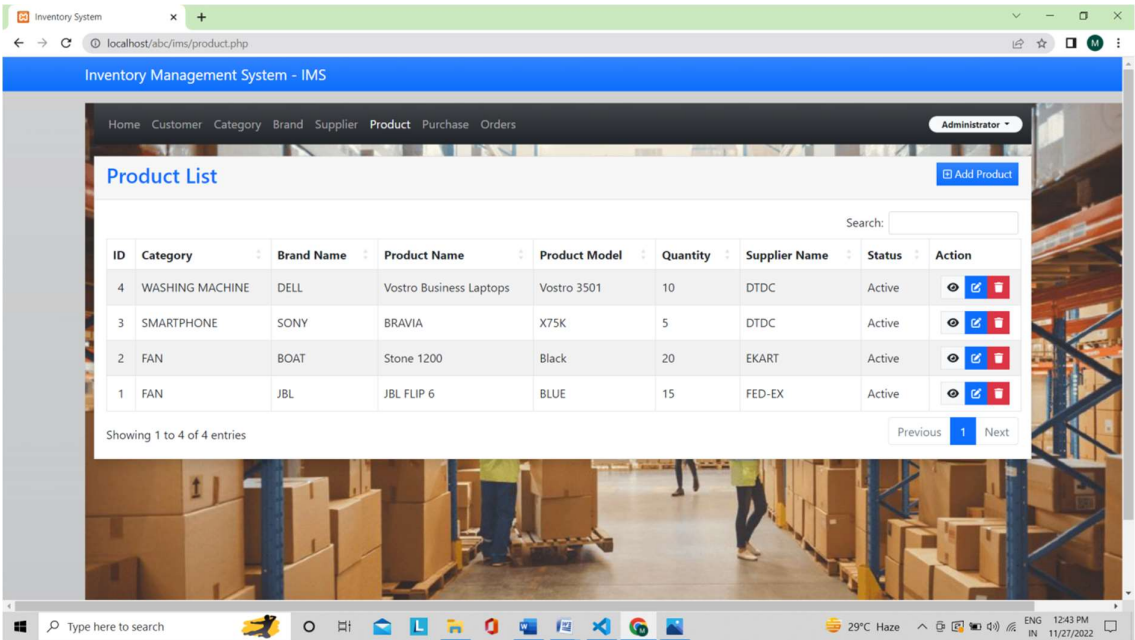 Inventory System
localhost/abc/ims/product.php
M
Inventory Management System - IMS
Home Customer Category Brand Supplier Product Purchase Orders Administrator
Product List Add Product
Search:
ID Category Brand Name Product Name Product Model Quantity Supplier Name Status Action
4 WASHING MACHINE DELL Vostro Business Laptops Vostro 3501 10 DTDC Active
3 SMARTPHONE SONY BRAVIA X75K 5 DTDC Active
2 FAN BOAT Stone 1200 Black 20 EKART Active
1 FAN JBL JBL FLIP 6 BLUE 15 FED-EX Active
Showing 1 to 4 of 4 entries Previous 1 Next
Type here to search L 29°C Haze ENG 12:43 PM
IN 11/27/2022